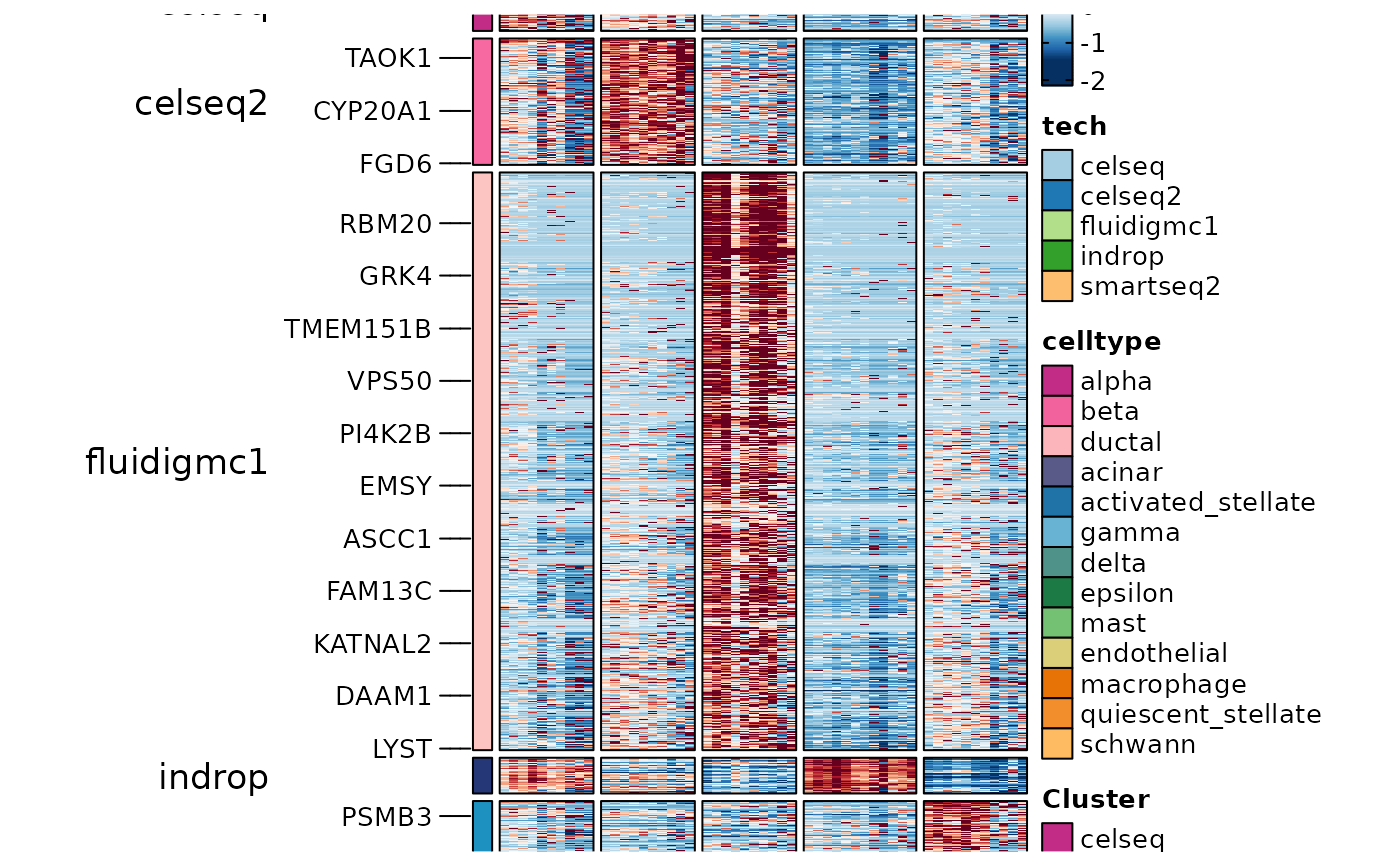 celseq2
fluidigmc1
indrop
TAOK1
CYP20A1
FGD6
RBM20
GRK4
TMEM151B
VPS50
PI4K2B
EMSY
ASCC1
FAM13C
KATNAL2
DAAM1
LYST
PSMB3
-1
-2
tech
celseq
celseq2
fluidigmc1
indrop
smartseq2
celltype
alpha
beta
ductal
acinar
activated_stellate
gamma
delta
epsilon
mast
endothelial
macrophage
quiescent_stellate
schwann
Cluster
celseq